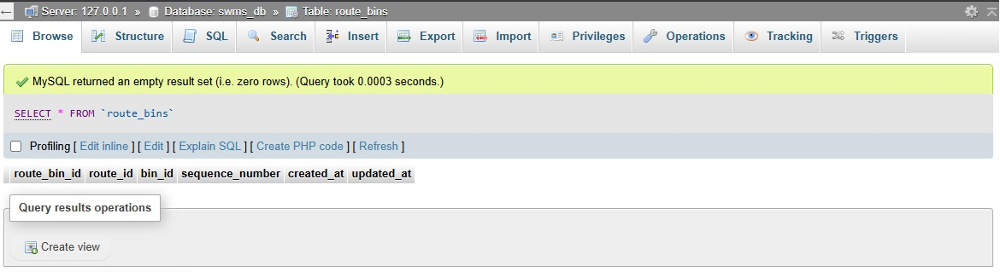 Server: 127.0.0.1 » Database: swms_db » Table: route_bins
Browse Structure SQL Search Insert Export Import Privileges Operations Tracking Triggers
MySQL returned an empty result set (i.e. zero rows). (Query took 0.0003 seconds.)
SELECT * FROM `route_bins`
Profiling [ Edit inline ] [ Edit ] [ Explain SQL ] [ Create PHP code ] [ Refresh ]
route_bin_id route_id bin_id sequence_number created_at updated_at
Query results operations
Create view